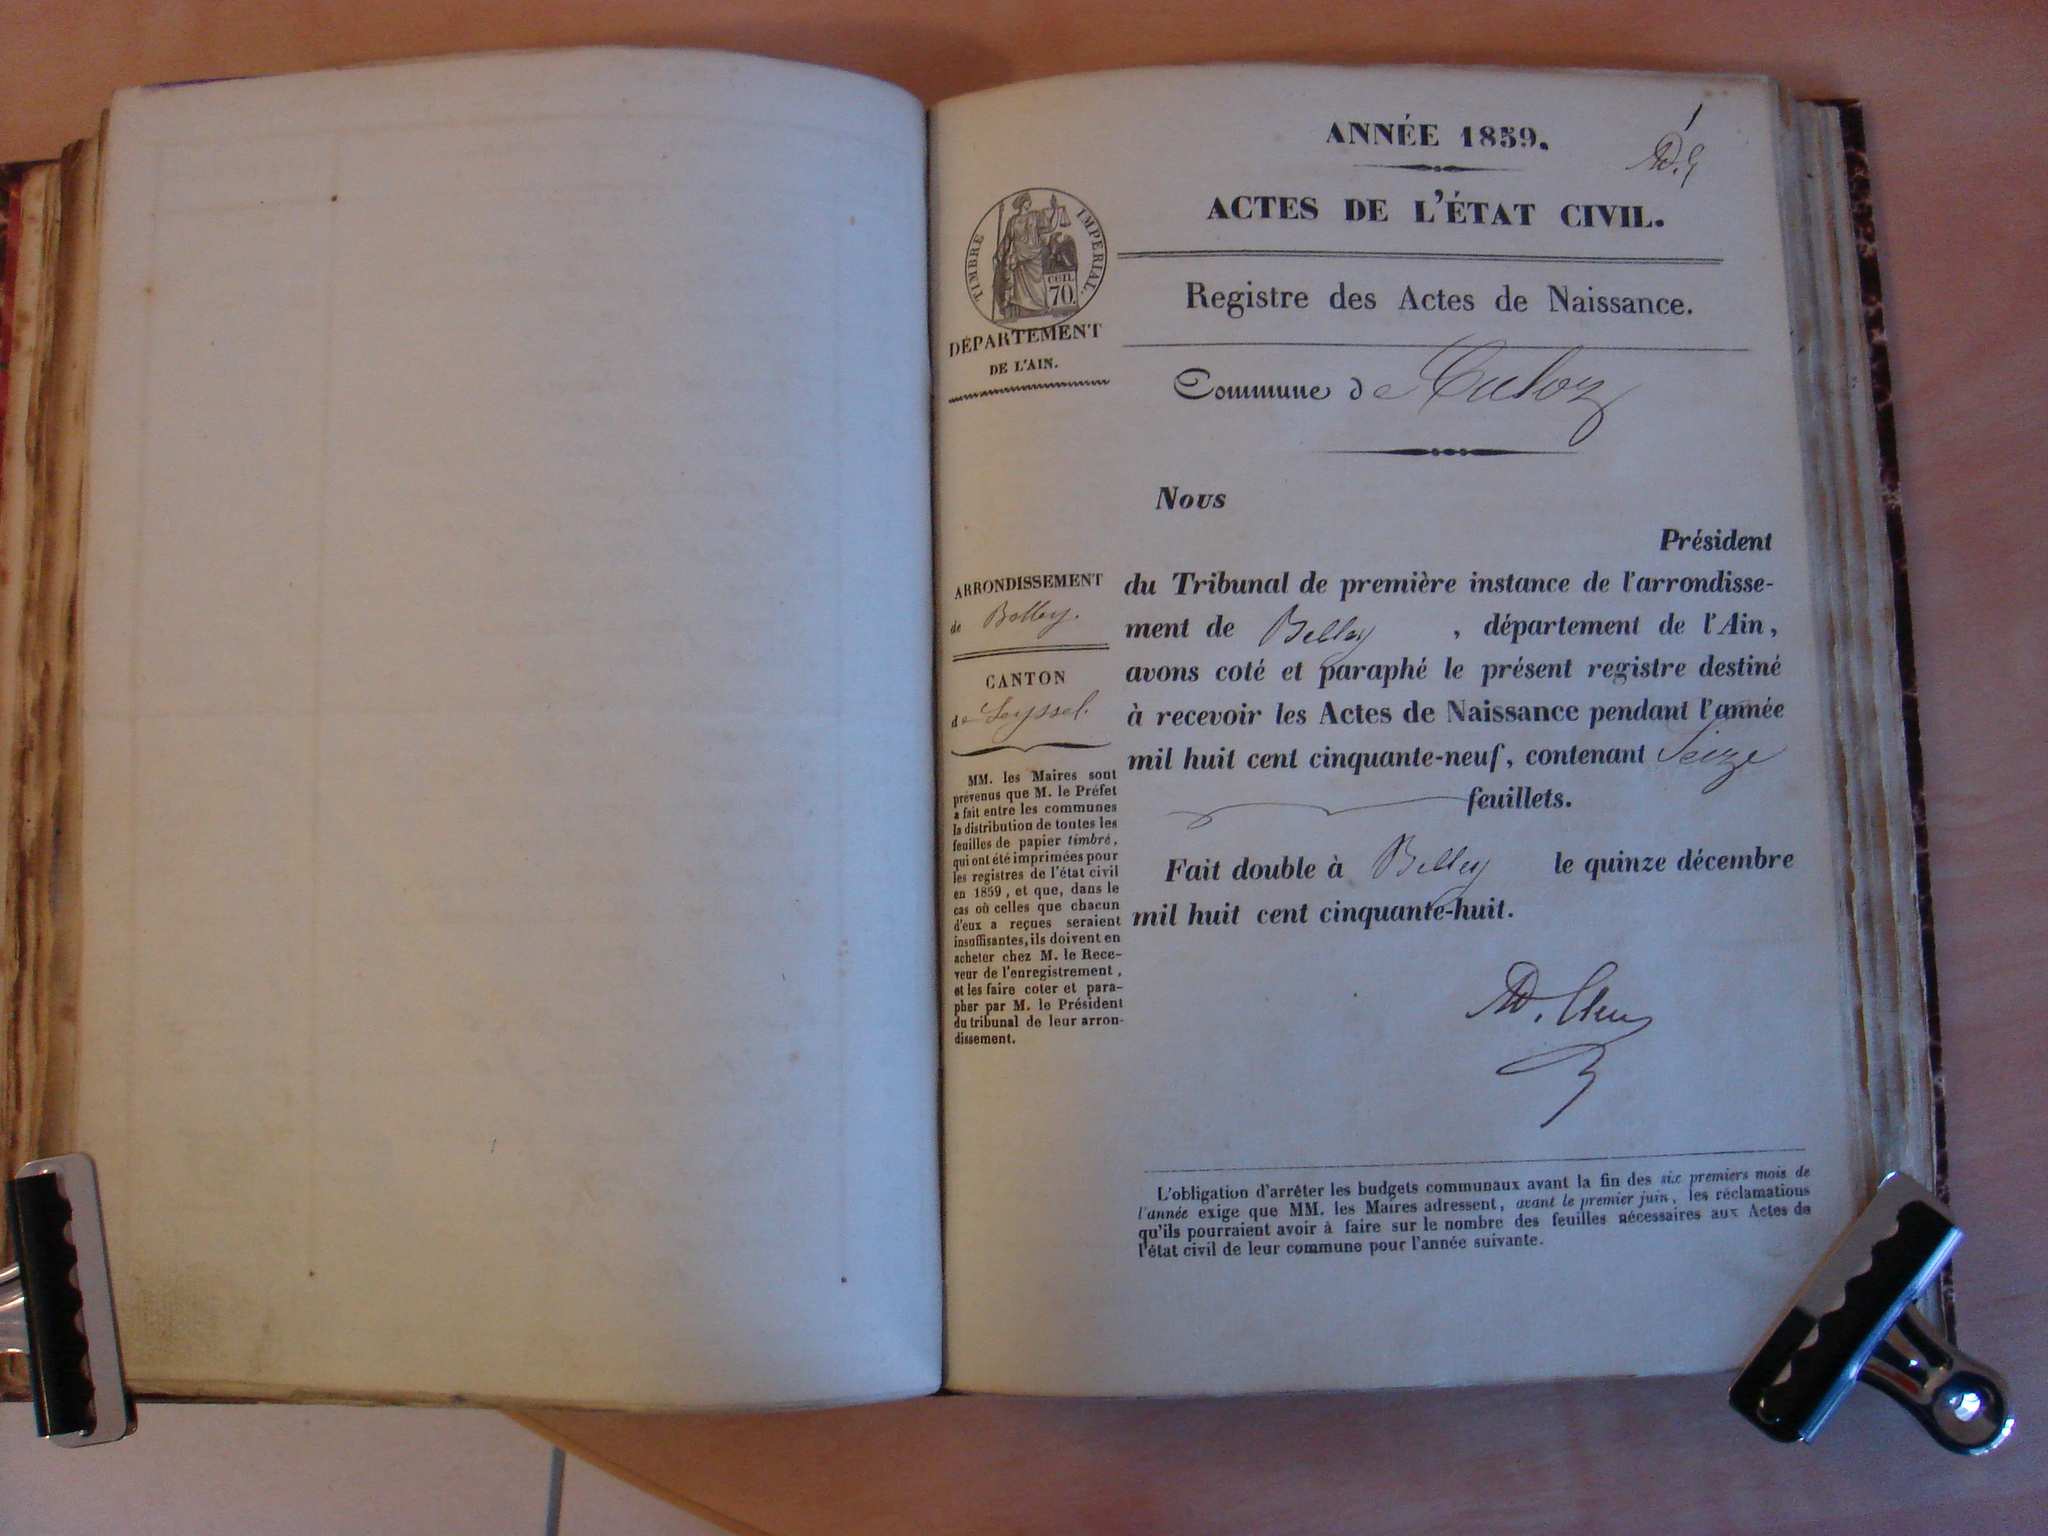 ANNÉE 1859.
1
ACTES DE L'ÉTAT CIVIL.
TIMBRE IMPERIAL.
CGIL
70.
DÉPARTEMENT
DE L'AIN.
Registre des Actes de Naissance.
Commune de Culoz
ARRONDISSEMENT
de Belley.
CANTON
de Seyssel.
MM. les Maires sont
prévenus que M. le Préfet
a fait entre les communes
la distribution de toutes les
feuilles de papier timbré,
qui ont été imprimées pour
les registres de l'état civil
en 1859, et que, dans le
cas où celles que chacun
d'eux a reçues seraient
insuffisantes, ils doivent en
acheter chez M. le Rece-
veur de l'enregistrement,
et les faire coter et para-
pher par M. le Président
du tribunal de leur arron-
dissement.
Nous
Président
du Tribunal de première instance de l'arrondisse-
ment de Belley, département de l'Ain,
avons coté et paraphé le présent registre destiné
à recevoir les Actes de Naissance pendant l'année
mil huit cent cinquante-neuf, contenant Seize
feuillets.
Fait double à Belley le quinze décembre
mil huit cent cinquante-huit.
L'obligation d'arrêter les budgets communaux avant la fin des six premiers mois de
l'année exige que MM. les Maires adressent, avant le premier juin, les réclamations
qu'ils pourraient avoir à faire sur le nombre des feuilles nécessaires aux Actes de
l'état civil de leur commune pour l'année suivante.